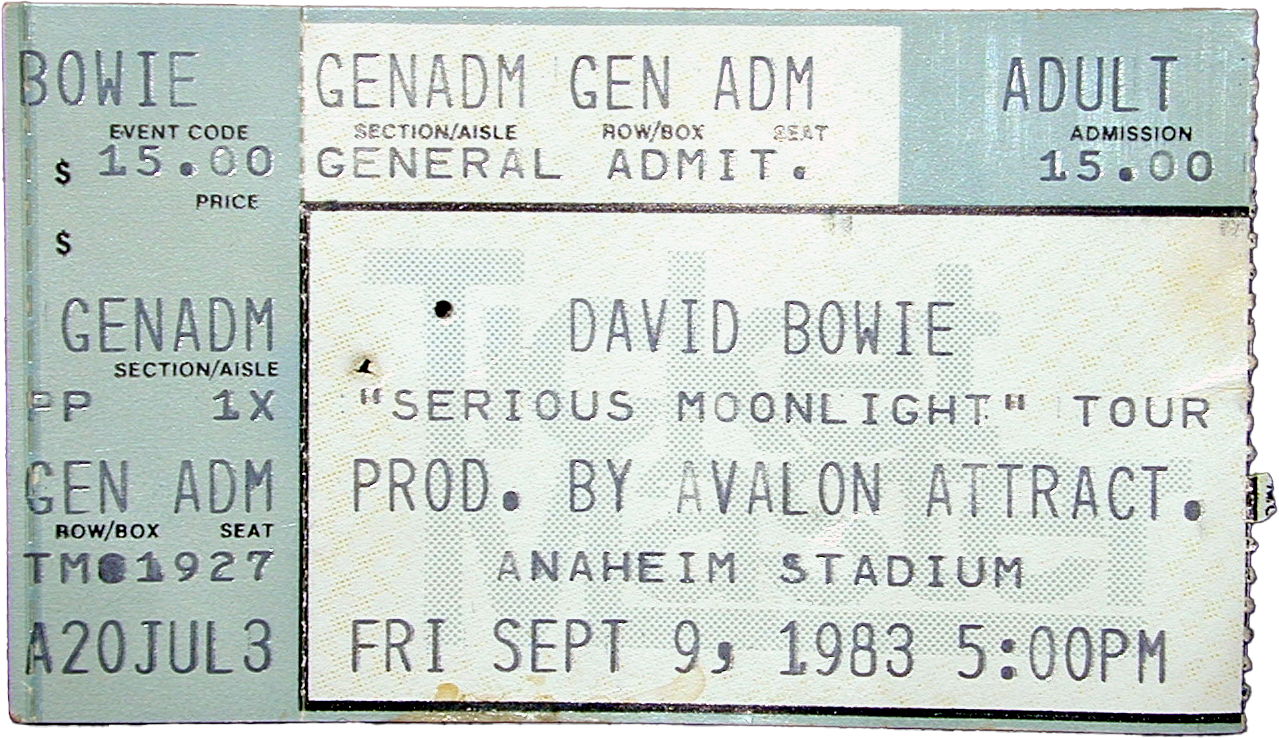 BOWIE
EVENT CODE
$ 15.00
PRICE
$
GENADM
SECTION/AISLE
PP 1X
GEN ADM
ROW/BOX SEAT
1927
A20JUL3
GENADM GEN ADM
SECTION/AISLE ROW/BOX SEAT
GENERAL ADMIT.
ADULT
ADMISSION
15.00
DAVID BOWIE
"SERIOUS MOONLIGHT" TOUR
PROD. BY AVALON ATTRACT.
ANAHEIM STADIUM
FRI SEPT 9, 1983 5:00PM